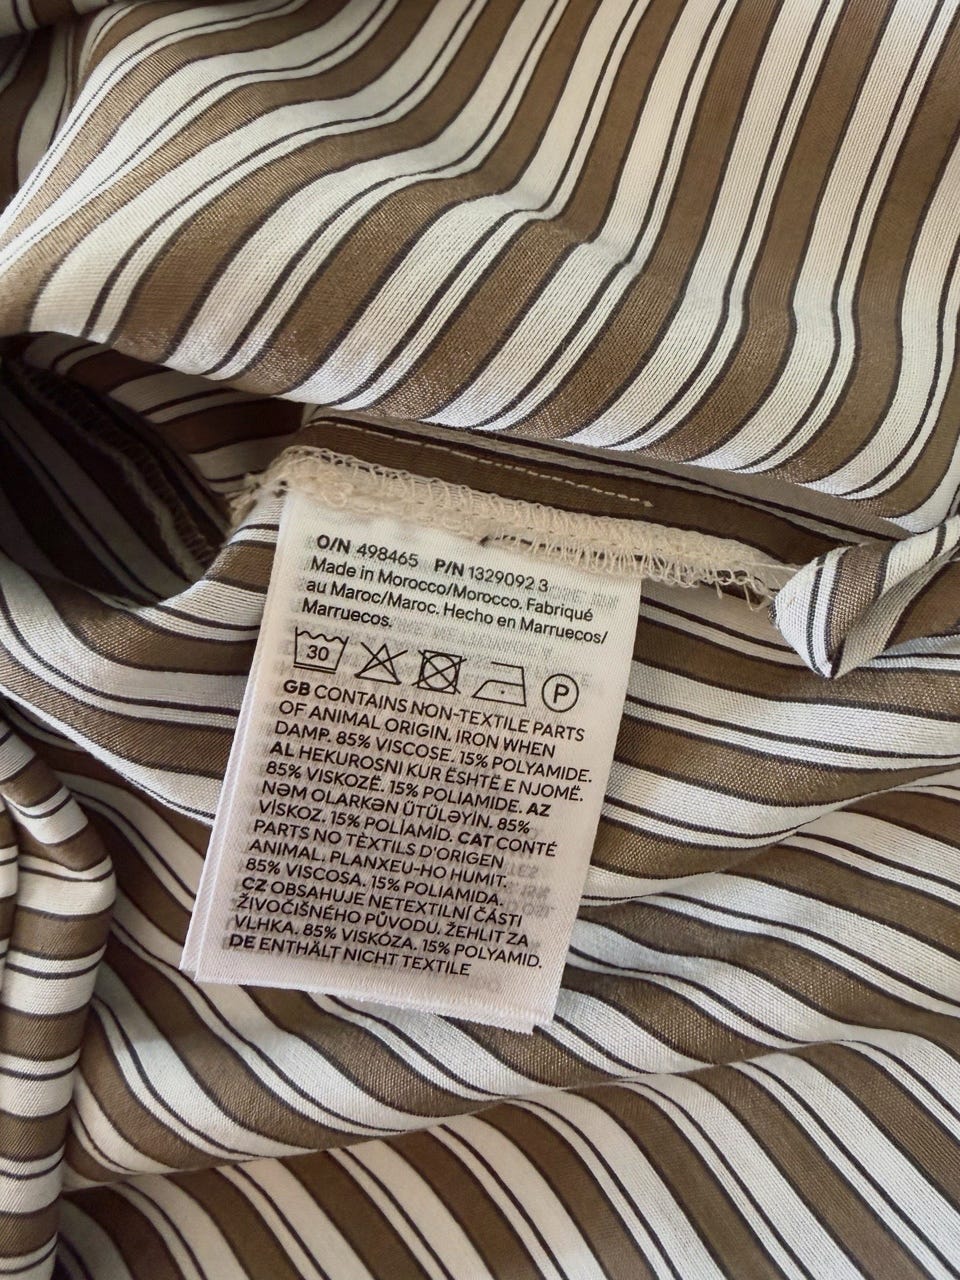 O/N 498465 P/N 1329092 3
Made in Morocco/Morocco. Fabriqué
au Maroc/Maroc. Hecho en Marruecos/
Marruecos.
30 P
GB CONTAINS NON-TEXTILE PARTS
OF ANIMAL ORIGIN. IRON WHEN
DAMP. 85% VISCOSE. 15% POLYAMIDE.
AL HEKUROSNI KUR ËSHTË E NJOMË.
85% VISKOZË. 15% POLIAMIDE. AZ
NƏM OLARKƏN ÜTÜLƏYİN. 85%
VİSKOZ. 15% POLİAMİD. CAT CONTÉ
PARTS NO TÈXTILS D'ORIGEN
ANIMAL. PLANXEU-HO HUMIT.
85% VISCOSA. 15% POLIAMIDA.
CZ OBSAHUJE NETEXTILNÍ ČÁSTI
ŽIVOČIŠNÉHO PŮVODU. ŽEHLIT ZA
VLHKA. 85% VISKÓZA. 15% POLYAMID.
DE ENTHÄLT NICHT TEXTILE